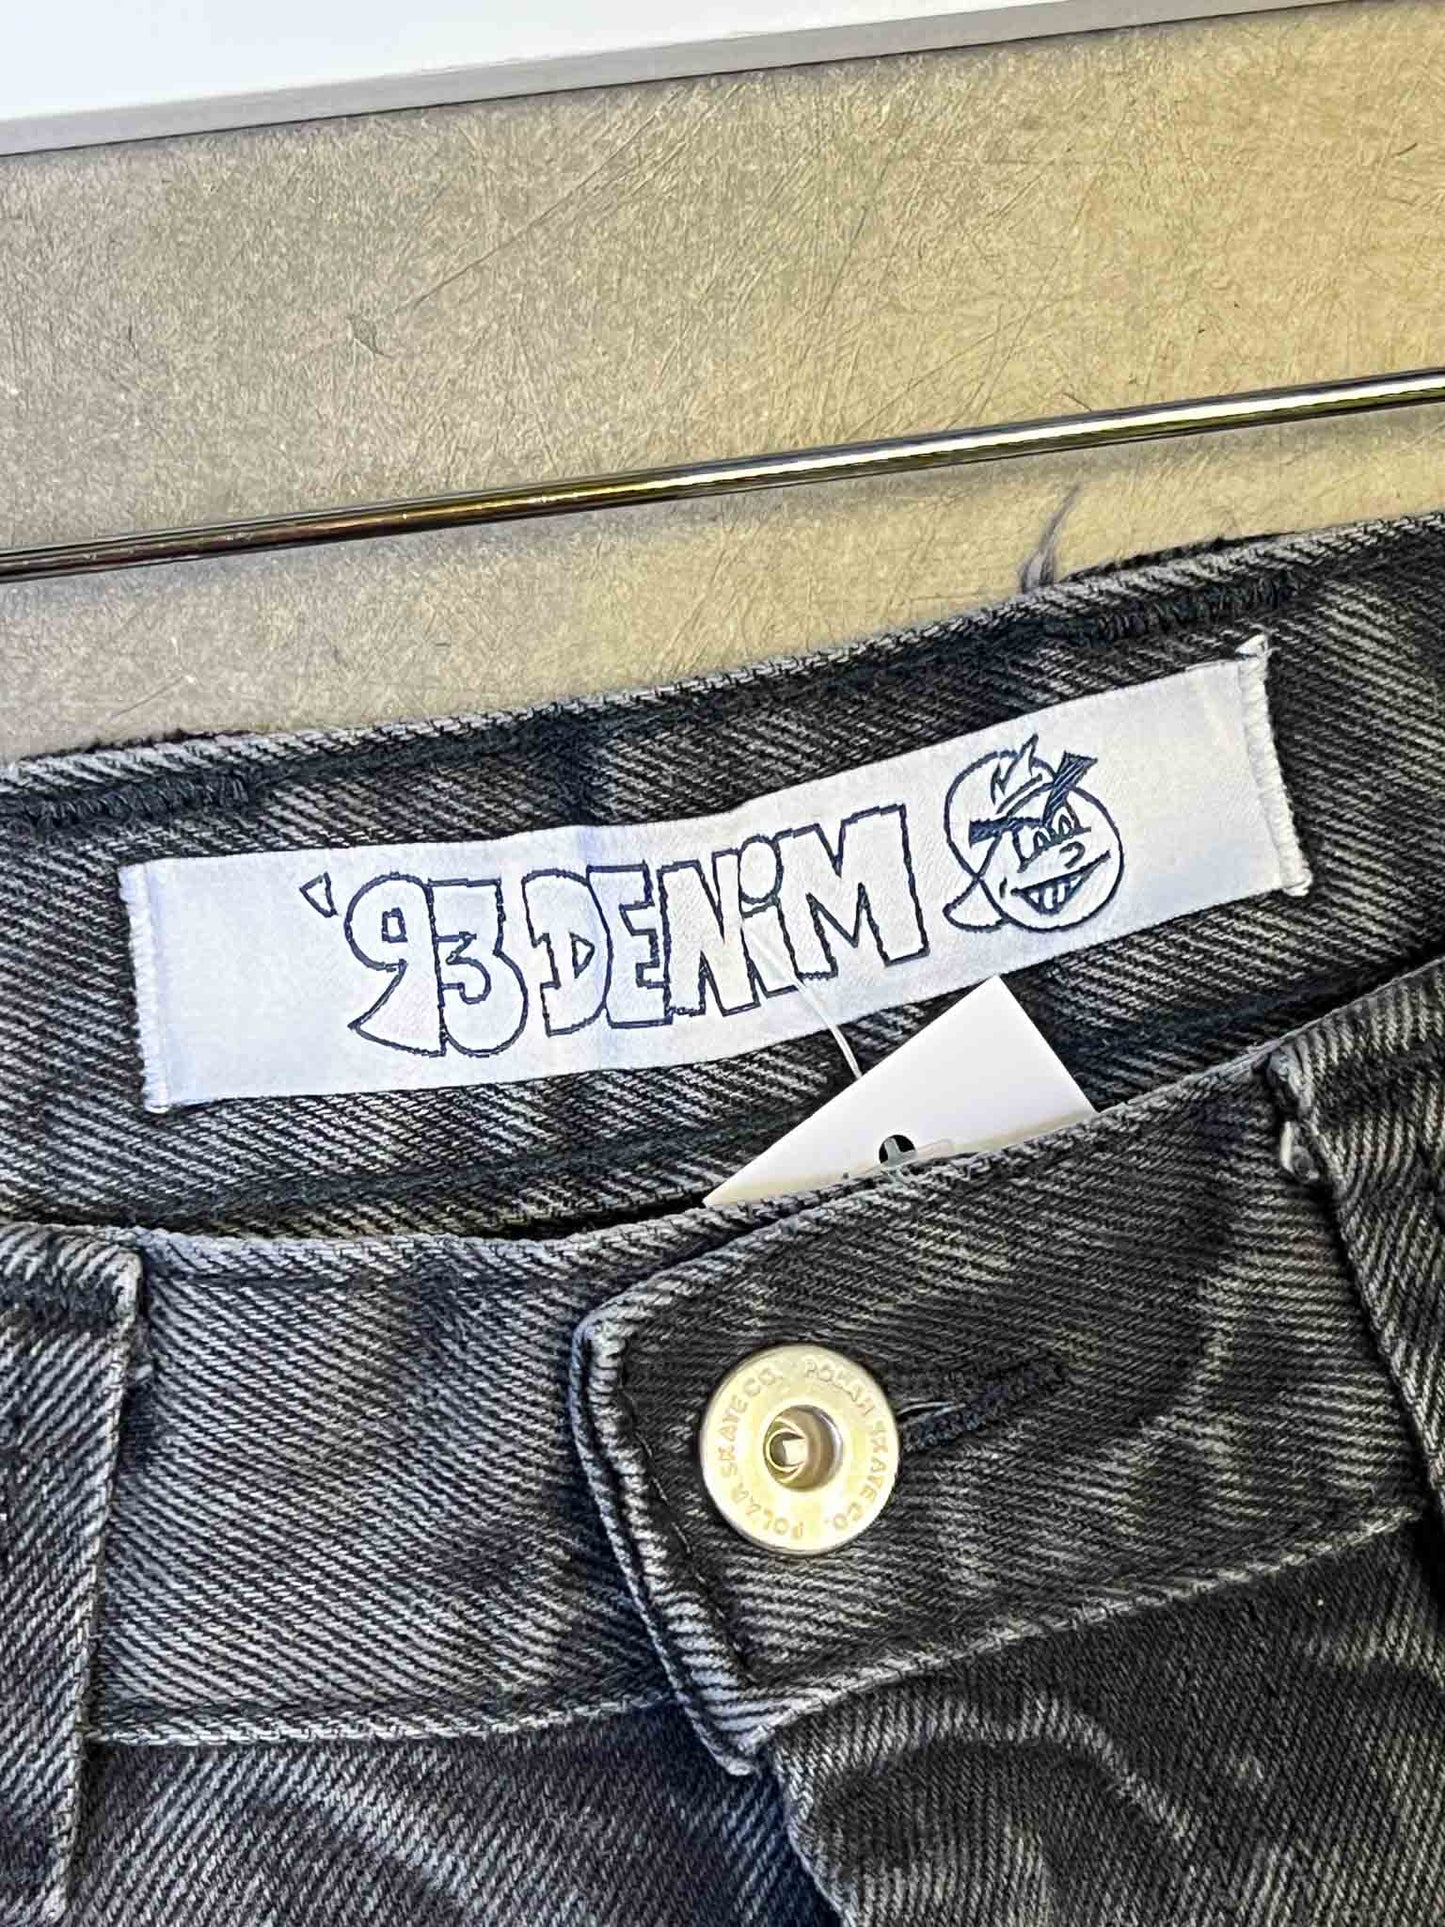 '93 DENiM
POLAR SKATE CO. POLAR SKATE CO.